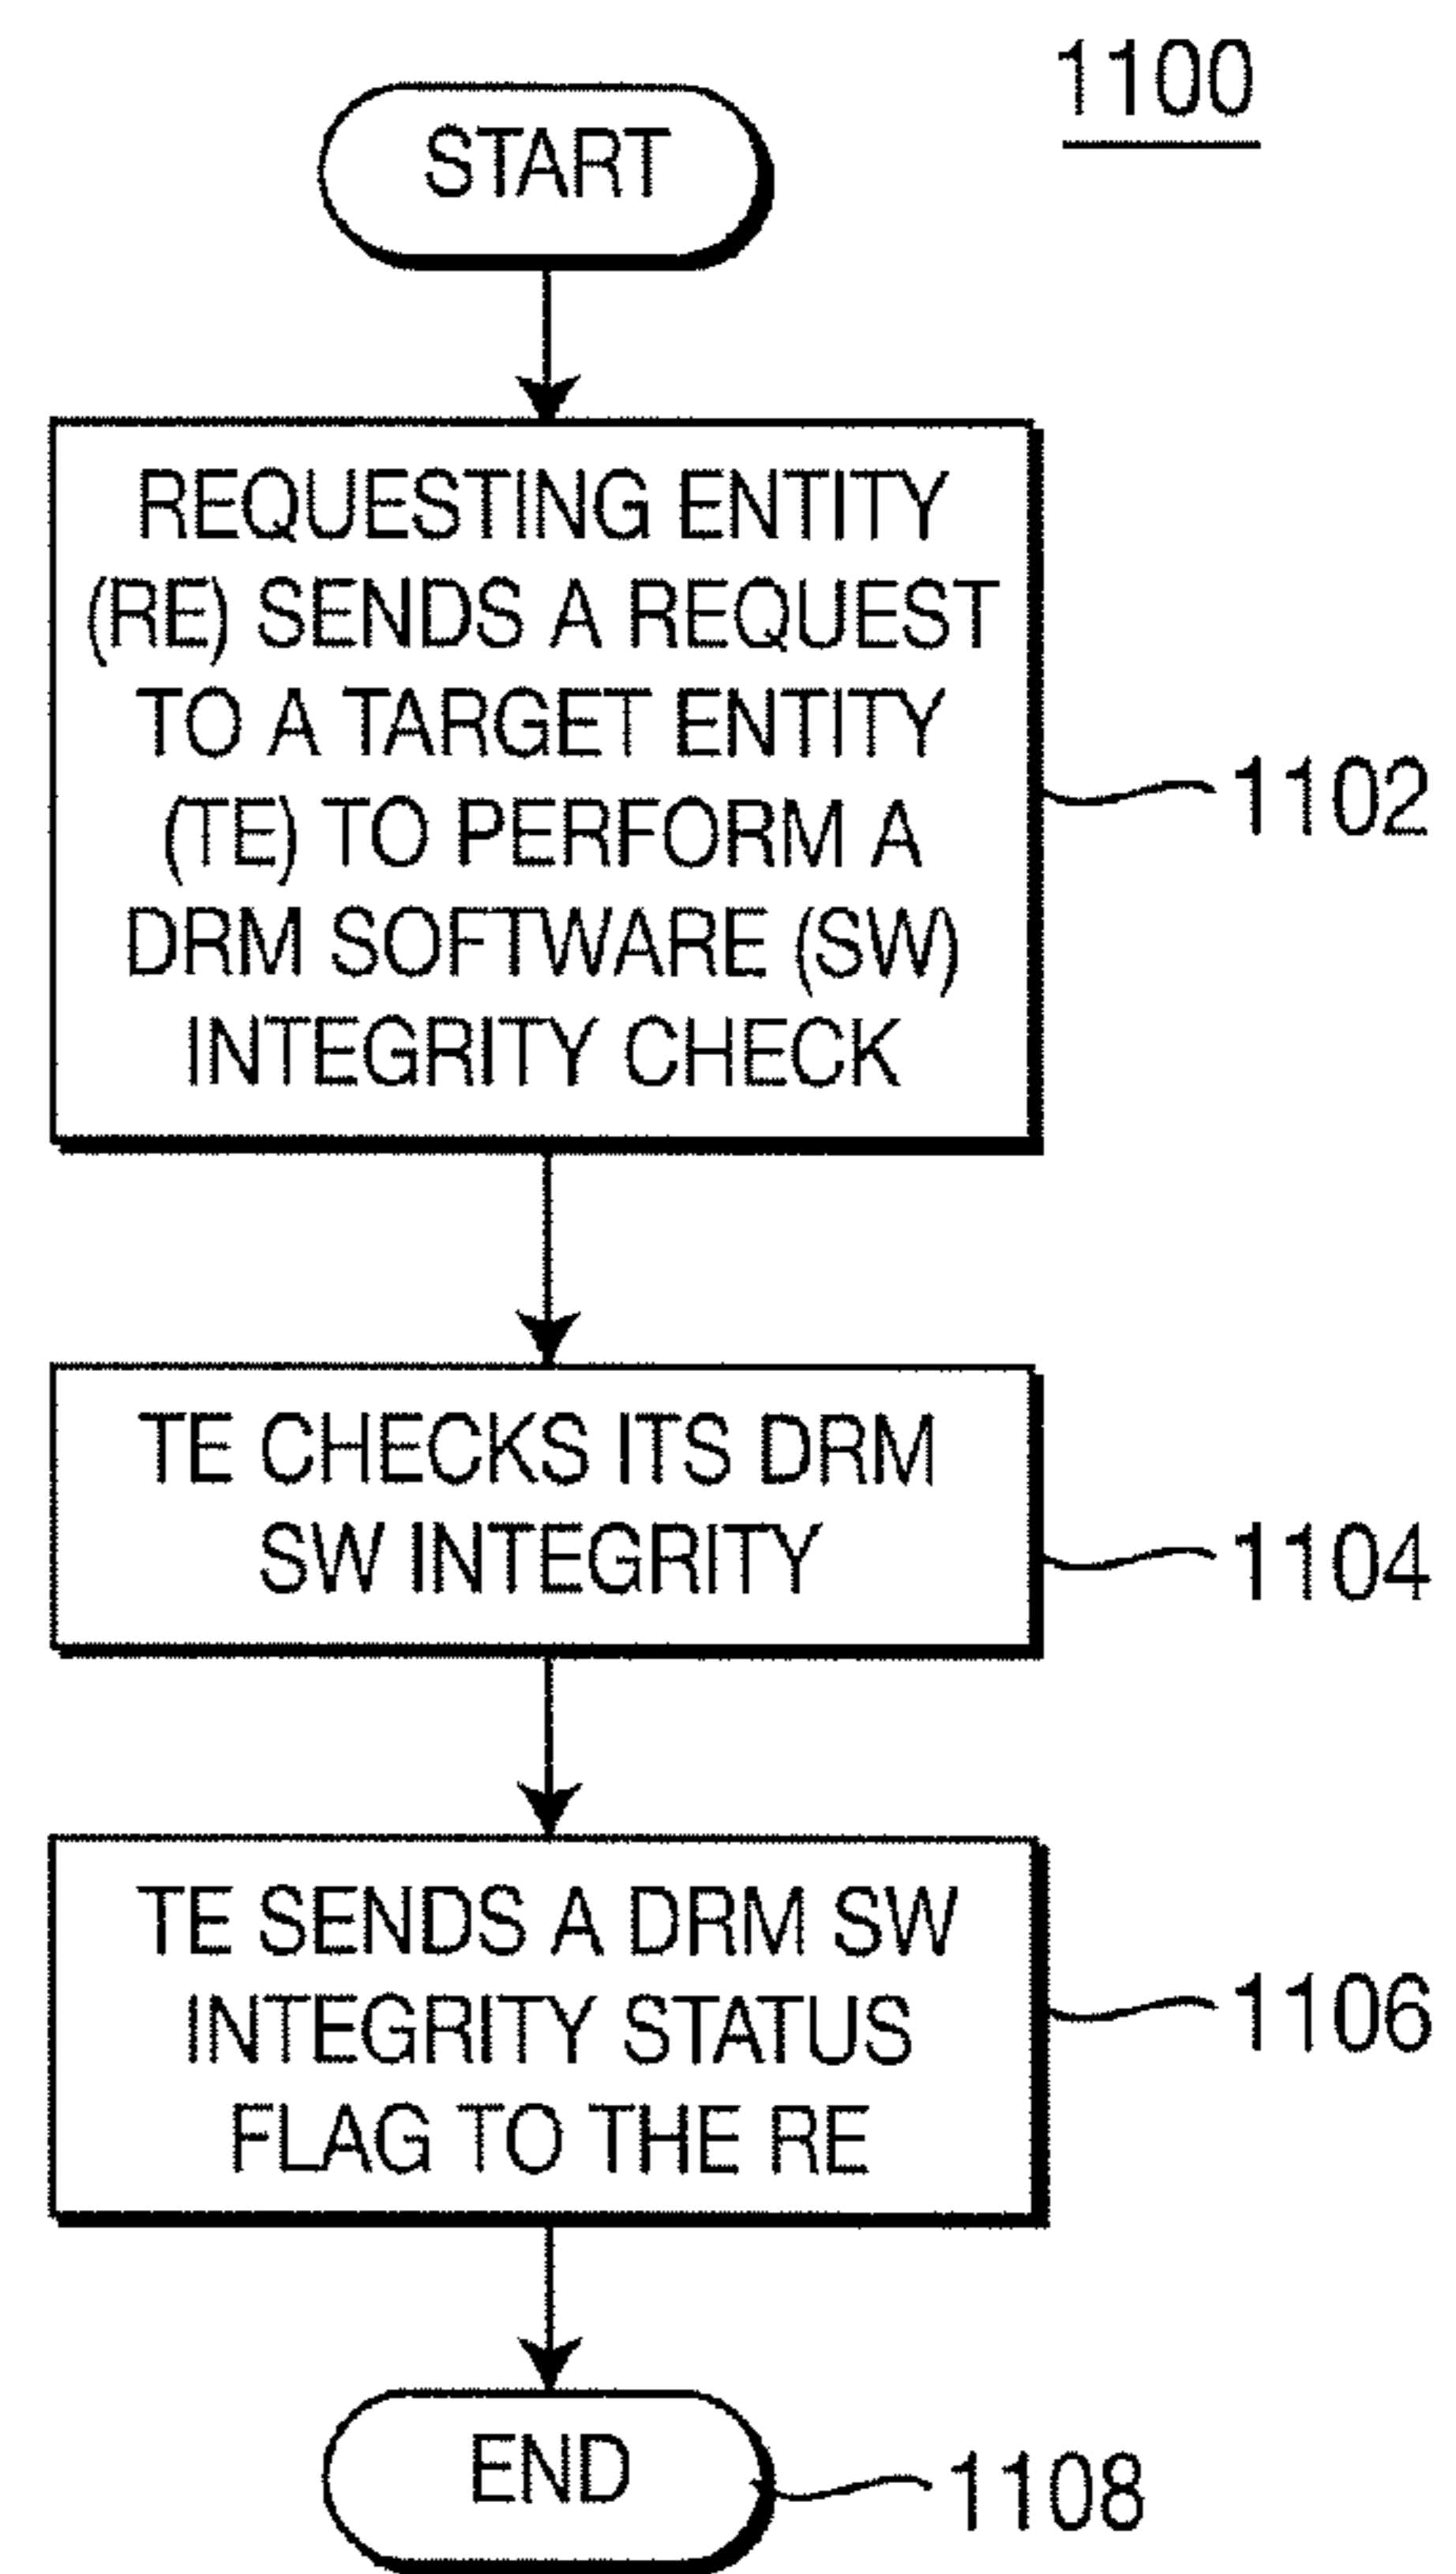 1100
START
REQUESTING ENTITY
(RE) SENDS A REQUEST
TO A TARGET ENTITY
(TE) TO PERFORM A
DRM SOFTWARE (SW)
INTEGRITY CHECK
1102
TE CHECKS ITS DRM
SW INTEGRITY
1104
TE SENDS A DRM SW
INTEGRITY STATUS
FLAG TO THE RE
1106
END
1108